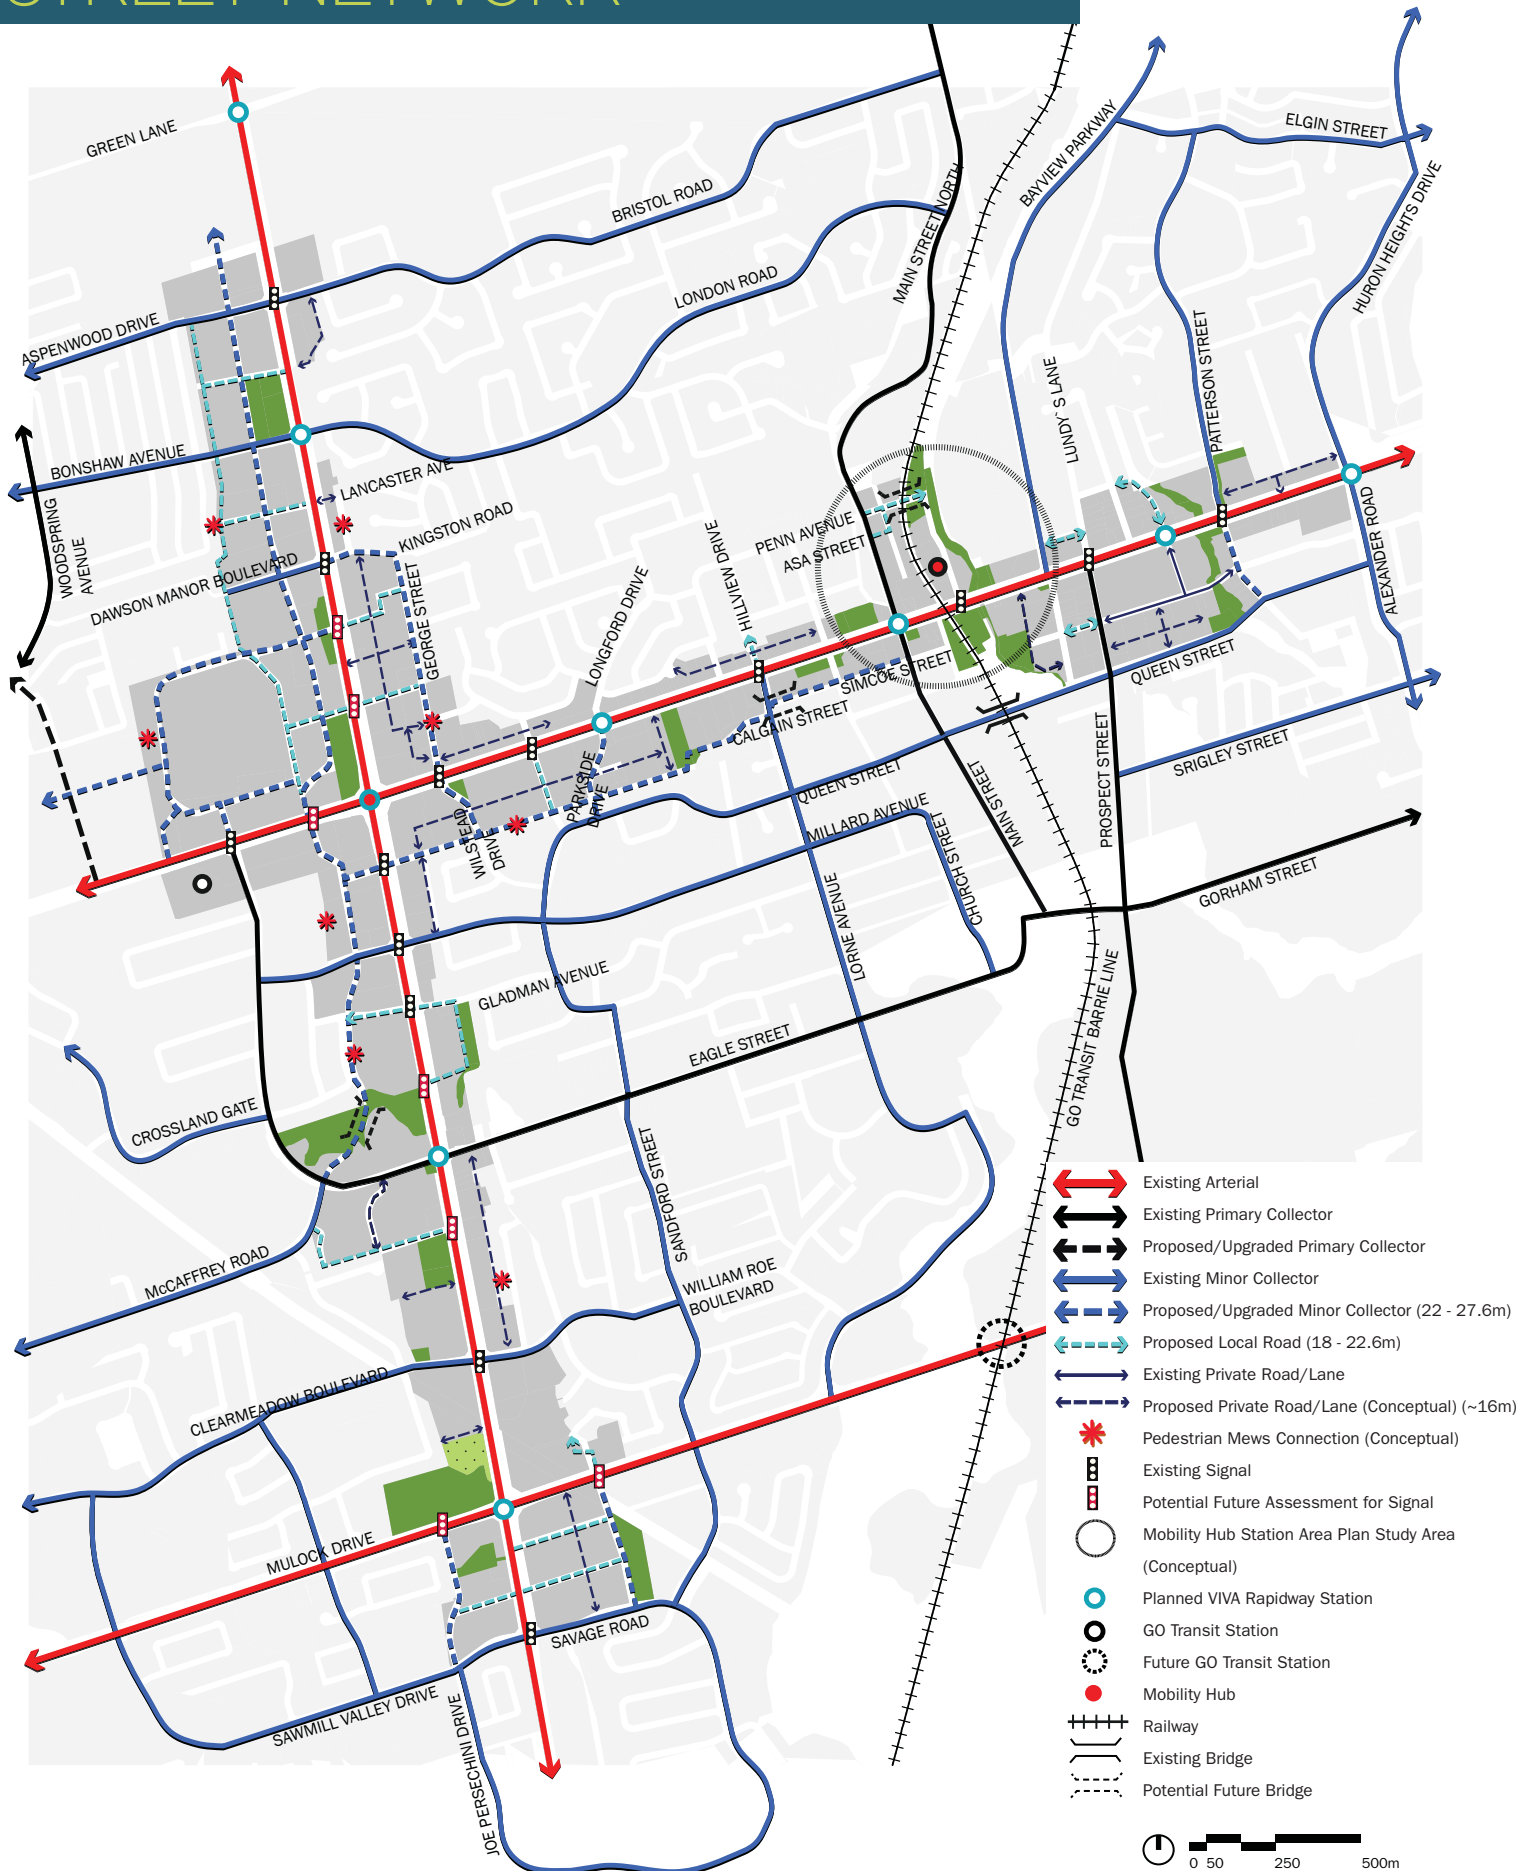 STREET NETWORK
GREEN LANE
BRISTOL ROAD
LONDON ROAD
MAIN STREET NORTH
BAYVIEW PARKWAY
ELGIN STREET
HURON HEIGHTS DRIVE
ASPENWOOD DRIVE
BONSHAW AVENUE
LANCASTER AVE
KINGSTON ROAD
WOODSPRING
AVENUE
DAWSON MANOR BOULEVARD
GEORGE STREET
LONGFORD DRIVE
HILLVIEW DRIVE
PENN AVENUE
ASA STREET
LUNDY`S LANE
PATTERSON STREET
ALEXANDER ROAD
SIMCOE STREET
CALGAIN STREET
QUEEN STREET
SRIGLEY STREET
PROSPECT STREET
QUEEN STREET
MILLARD AVENUE
MAIN STREET
CHURCH STREET
PARKSIDE
DRIVE
WILSTEAD
DRIVE
LORNE AVENUE
GORHAM STREET
GLADMAN AVENUE
EAGLE STREET
GO TRANSIT BARRIE LINE
CROSSLAND GATE
SANDFORD STREET
McCAFFREY ROAD
WILLIAM ROE
BOULEVARD
CLEARMEADOW BOULEVARD
MULOCK DRIVE
SAVAGE ROAD
SAWMILL VALLEY DRIVE
JOE PERSECHINI DRIVE
Existing Arterial
Existing Primary Collector
Proposed/Upgraded Primary Collector
Existing Minor Collector
Proposed/Upgraded Minor Collector (22 - 27.6m)
Proposed Local Road (18 - 22.6m)
Existing Private Road/Lane
Proposed Private Road/Lane (Conceptual) (~16m)
Pedestrian Mews Connection (Conceptual)
Existing Signal
Potential Future Assessment for Signal
Mobility Hub Station Area Plan Study Area
(Conceptual)
Planned VIVA Rapidway Station
GO Transit Station
Future GO Transit Station
Mobility Hub
Railway
Existing Bridge
Potential Future Bridge
0 50 250 500m